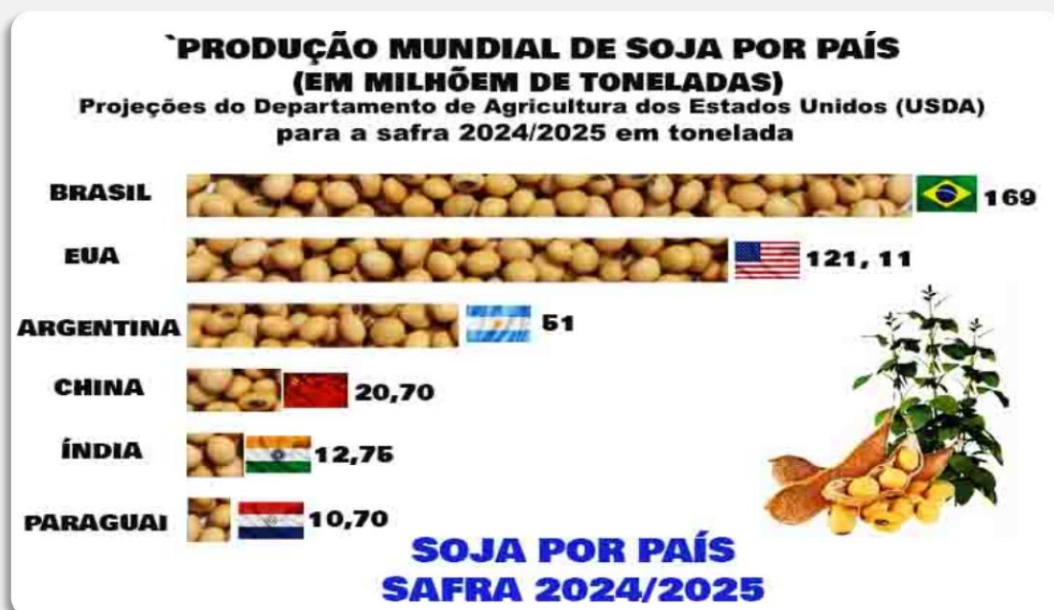 `PRODUÇÃO MUNDIAL DE SOJA POR PAÍS
(EM MILHÕEM DE TONELADAS)
Projeções do Departamento de Agricultura dos Estados Unidos (USDA)
para a safra 2024/2025 em tonelada
BRASIL 169
EUA 121, 11
ARGENTINA 51
CHINA 20,70
ÍNDIA 12,75
PARAGUAI 10,70
SOJA POR PAÍS
SAFRA 2024/2025